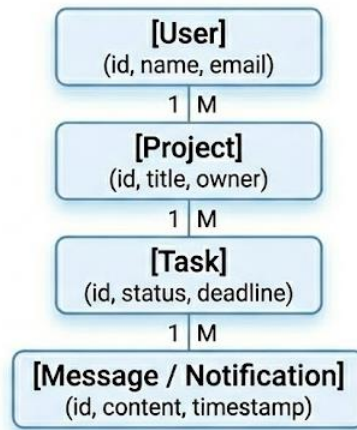 [User]
(id, name, email)
1 M
[Project]
(id, title, owner)
1 M
[Task]
(id, status, deadline)
1 M
[Message / Notification]
(id, content, timestamp)